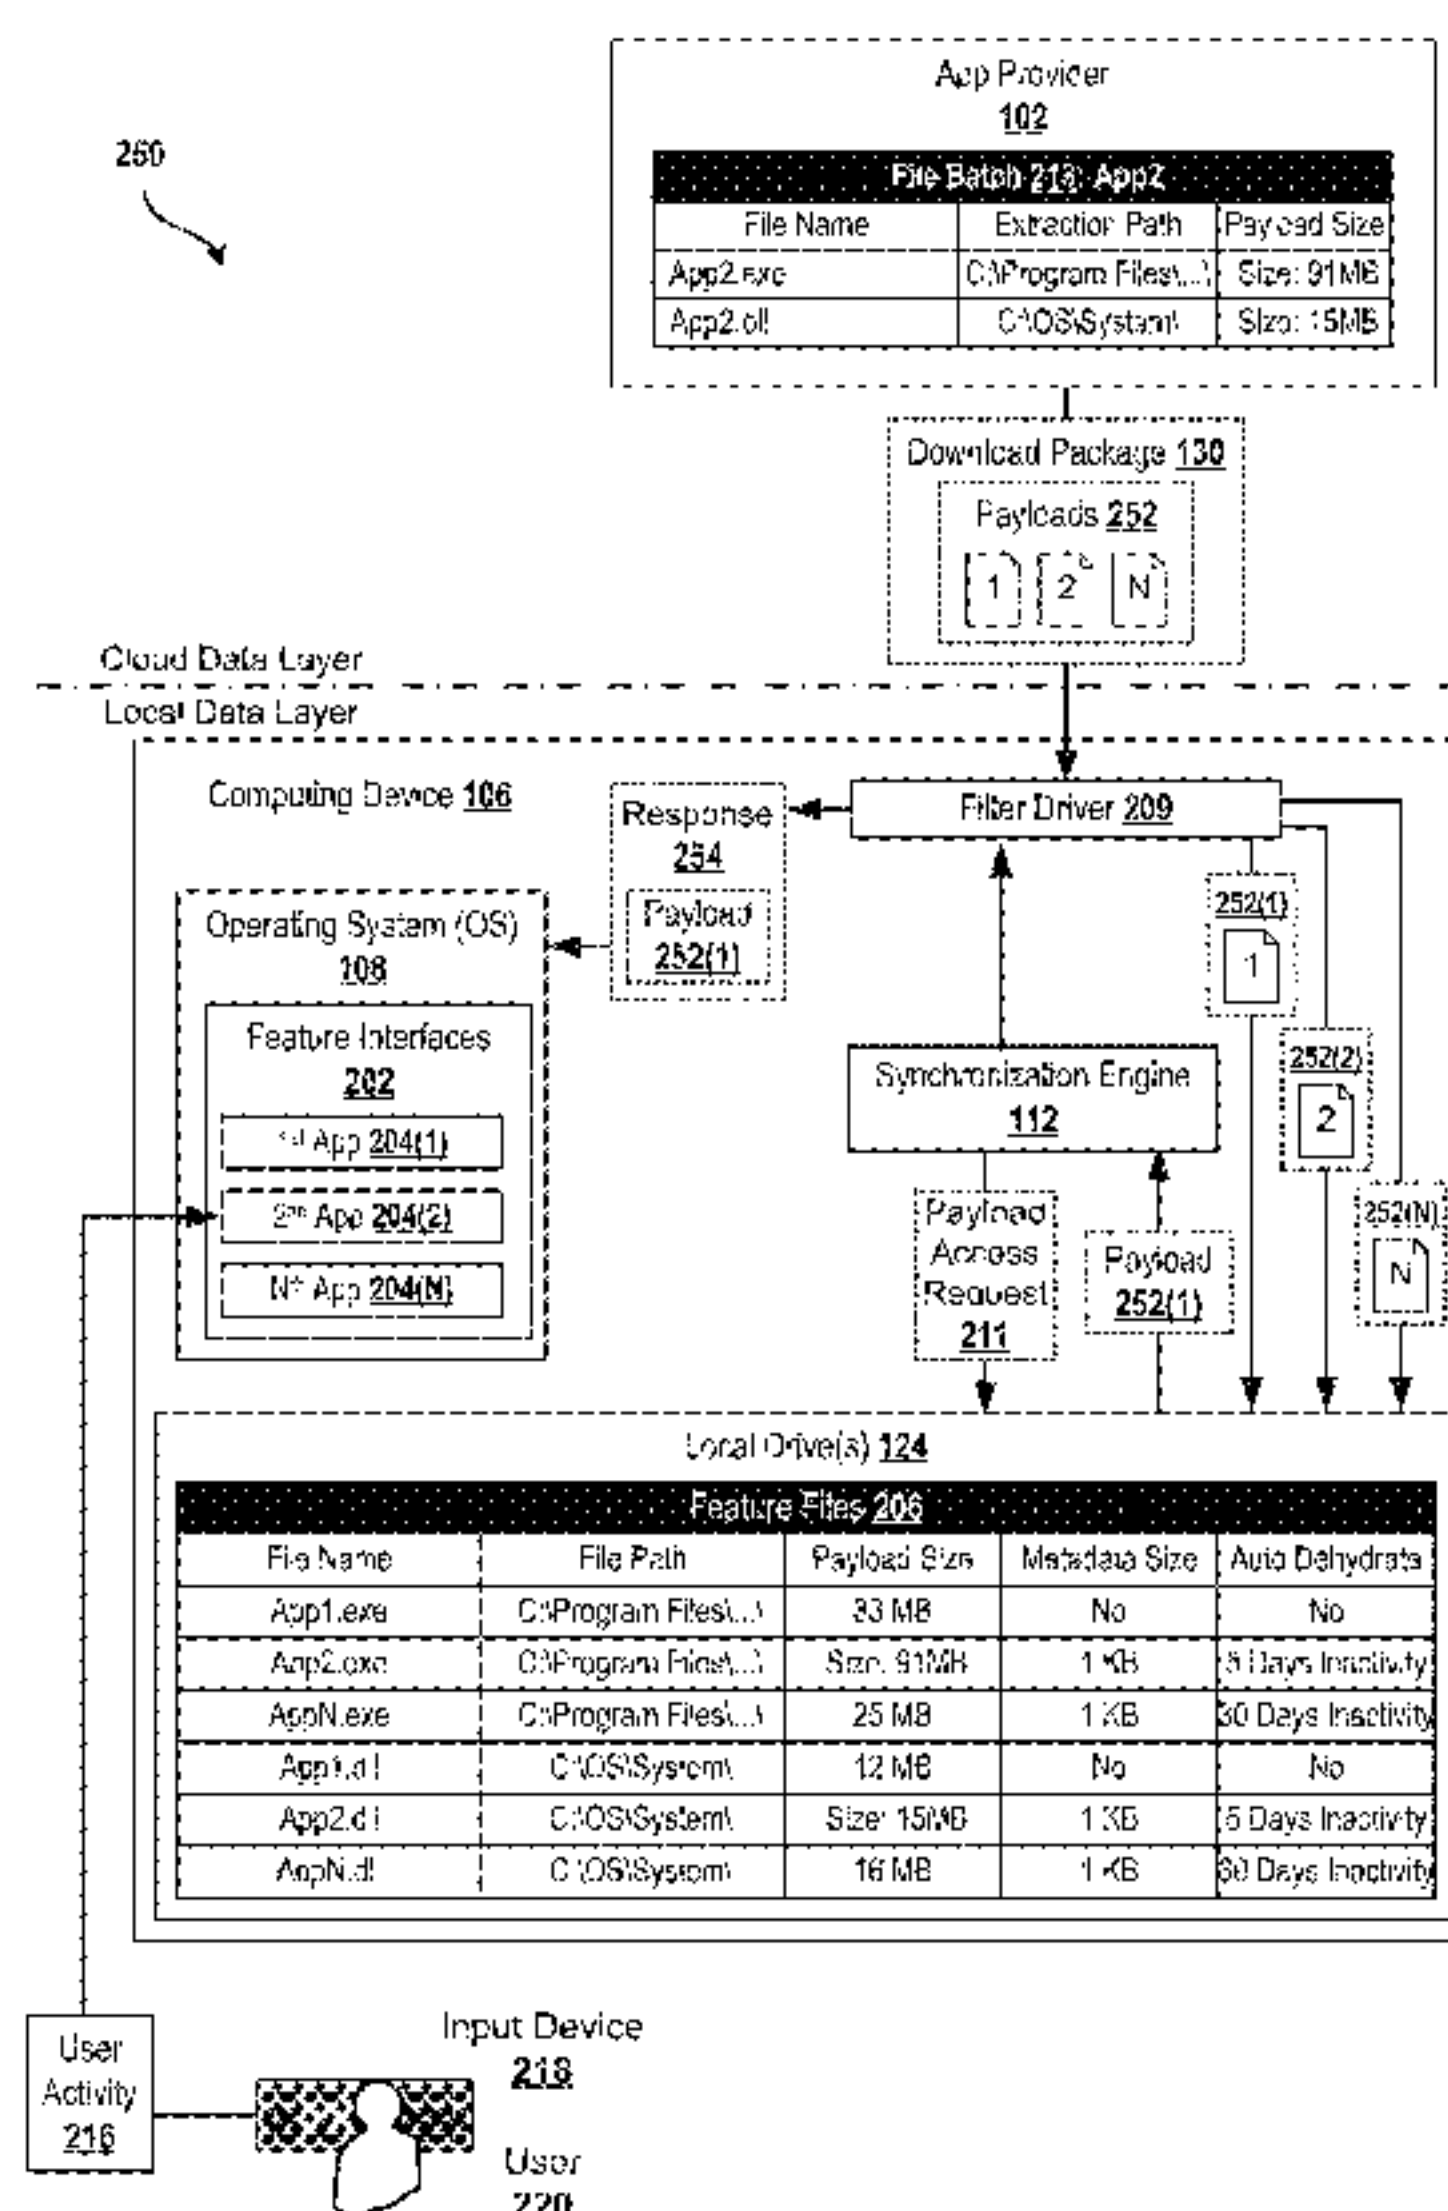 App Provider
102
250
File Batch 213: App2
File Name Extraction Path Payload Size
App2.exe C:\Program Files\...\ Size: 91MB
App2.dll C:\OS\System\ Size: 15MB
Download Package 130
Payloads 252
1 2 N
Cloud Data Layer
Local Data Layer
Computing Device 106
Filter Driver 209
Response
254
Payload
252(1)
Operating System (OS)
108
Feature Interfaces
202
1st App 204(1)
2nd App 204(2)
Nth App 204(N)
252(1)
1
252(2)
2
252(N)
N
Synchronization Engine
112
Payload
Access
Request
211
Payload
252(1)
Local Drive(s) 124
Feature Files 206
File Name File Path Payload Size Metadata Size Auto Dehydrate
App1.exe C:\Program Files\...\ MB No No
App2.exe C:\Program Files\...\ Size: 91MB 1 KB Days Inactivity
AppN.exe C:\Program Files\...\ 25 MB 1 KB Days Inactivity
App1.dll C:\OS\System\ 12 MB No No
App2.dll C:\OS\System\ Size: 15MB 1 KB Days Inactivity
AppN.dll C:\OS\System\ 16 MB 1 KB Days Inactivity
User
Activity
216
Input Device
218
User
220